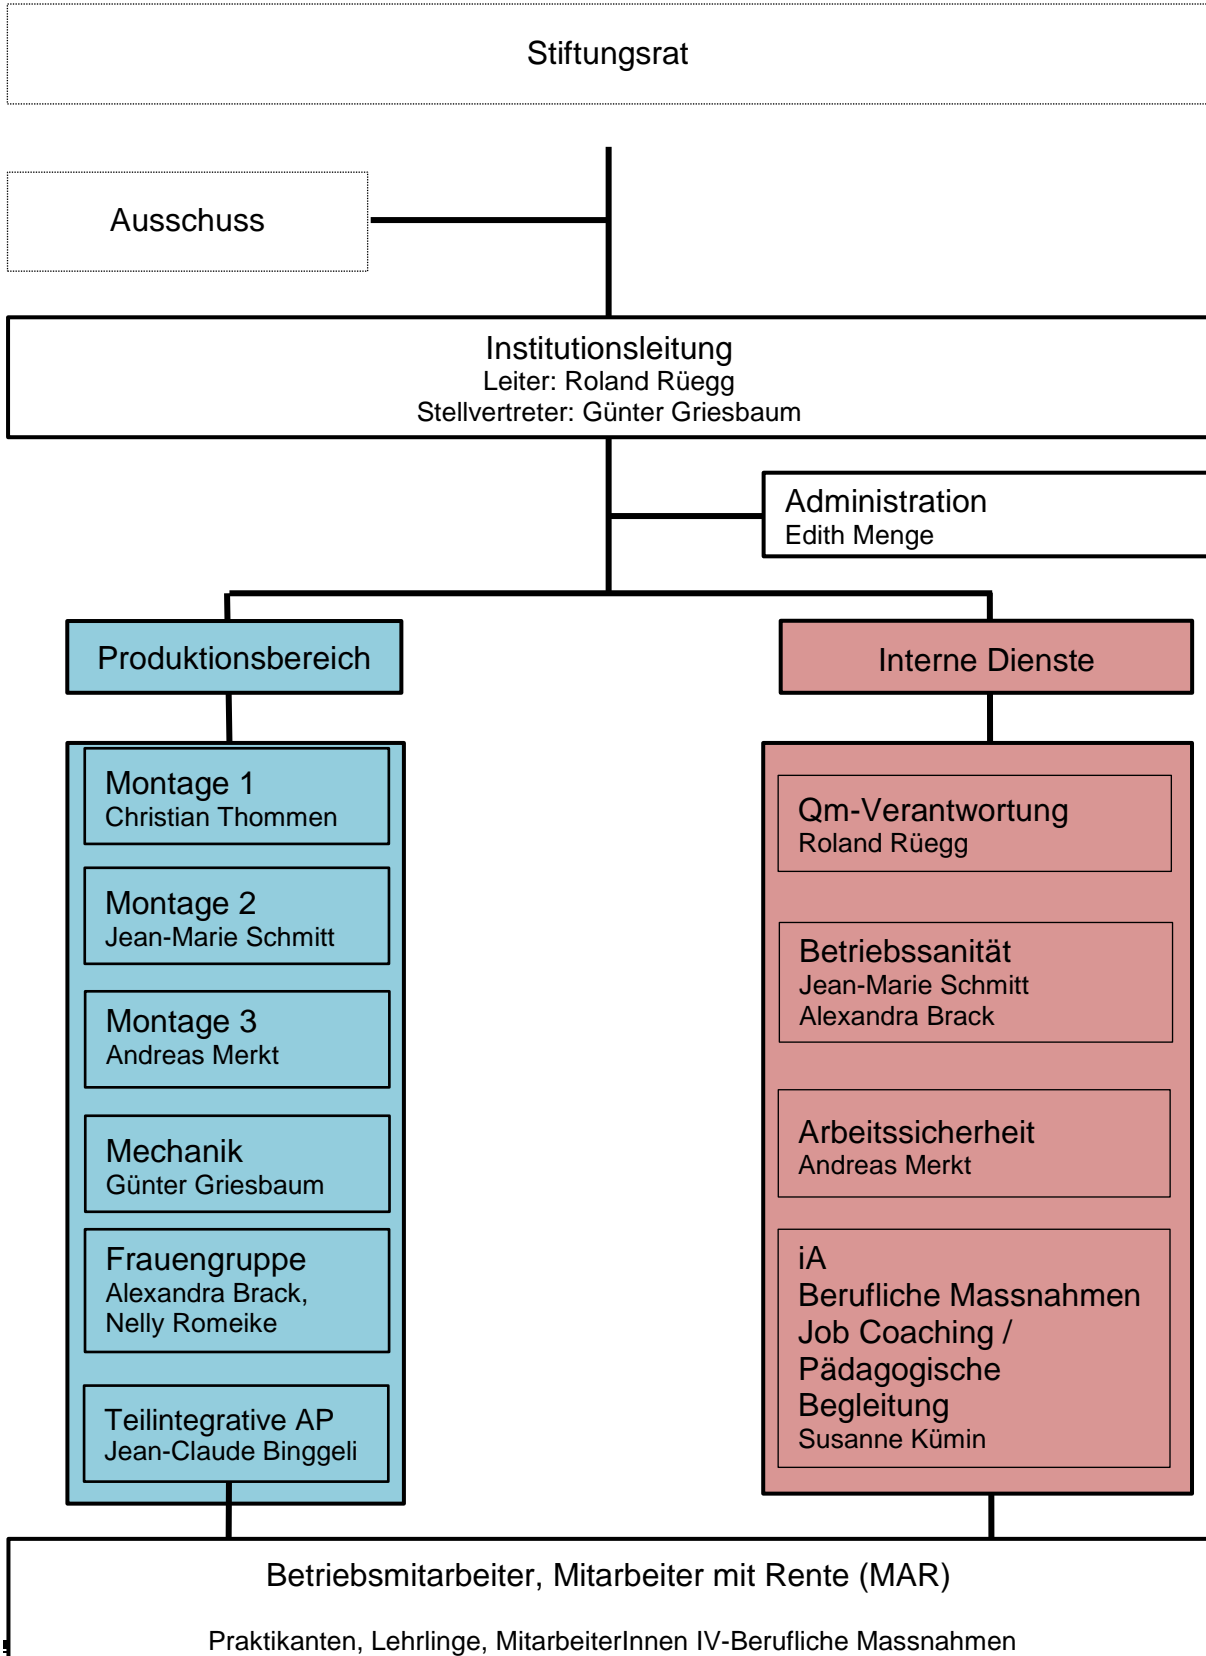 Stiftungsrat
Ausschuss
Institutionsleitung
Leiter: Roland Rüegg
Stellvertreter: Günter Griesbaum
Administration
Edith Menge
Produktionsbereich
Montage 1
Christian Thommen
Montage 2
Jean-Marie Schmitt
Montage 3
Andreas Merkt
Mechanik
Günter Griesbaum
Frauengruppe
Alexandra Brack,
Nelly Romeike
Teilintegrative AP
Jean-Claude Binggeli
Interne Dienste
Qm-Verantwortung
Roland Rüegg
Betriebssanität
Jean-Marie Schmitt
Alexandra Brack
Arbeitssicherheit
Andreas Merkt
iA
Berufliche Massnahmen
Job Coaching /
Pädagogische
Begleitung
Susanne Kümin
Betriebsmitarbeiter, Mitarbeiter mit Rente (MAR)
Praktikanten, Lehrlinge, MitarbeiterInnen IV-Berufliche Massnahmen